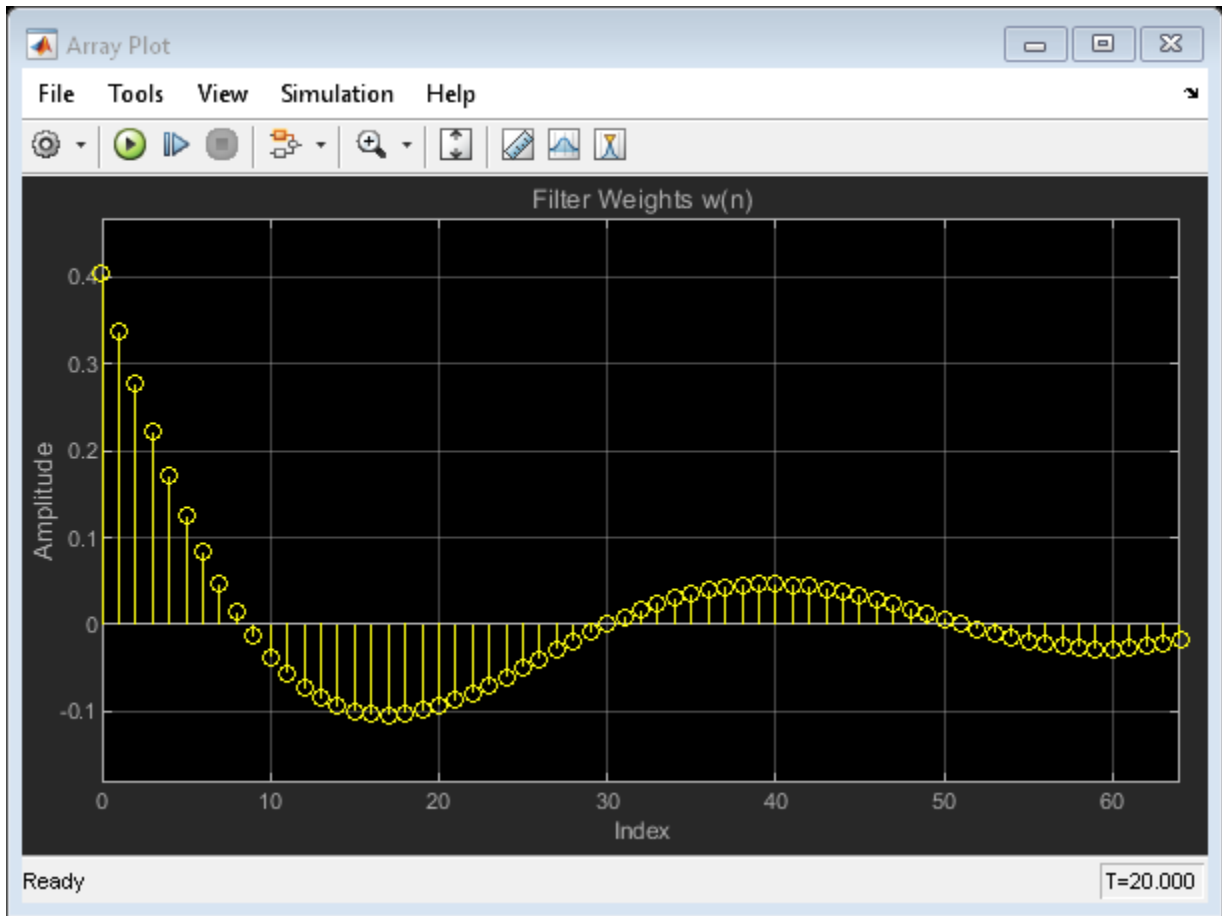 Array Plot
File Tools View Simulation Help
Filter Weights w(n)
0.4
0.3
0.2
0.1
0
-0.1
Amplitude
0 10 20 30 40 50 60
Index
Ready T=20.000